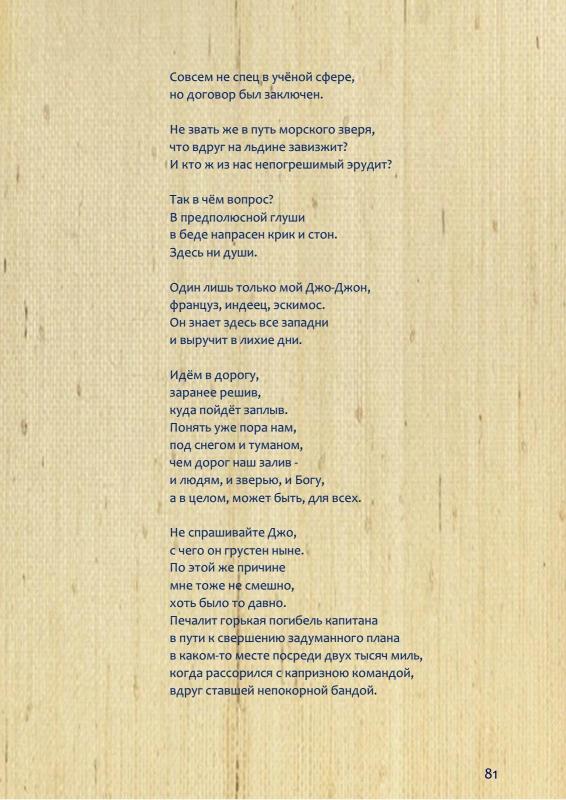 Совсем не спец в учёной сфере,
но договор был заключен.
Не звать же в путь морского зверя,
что вдруг на льдине завизжит?
И кто ж из нас непогрешимый эрудит?
Так в чём вопрос?
В предполюсной глуши
в беде напрасен крик и стон.
Здесь ни души.
Один лишь только мой Джо-Джон,
француз, индеец, эскимос.
Он знает здесь все западни
и выручит в лихие дни.
Идём в дорогу,
заранее решив,
куда пойдёт заплыв.
Понять уже пора нам,
под снегом и туманом,
чем дорог наш залив -
и людям, и зверью, и Богу,
а в целом, может быть, для всех.
Не спрашивайте Джо,
с чего он грустен ныне.
По этой же причине
мне тоже не смешно,
хоть было то давно.
Печалит горькая погибель капитана
в пути к свершению задуманного плана
в каком-то месте посреди двух тысяч миль,
когда рассорился с капризною командой,
вдруг ставшей непокорной бандой.
81